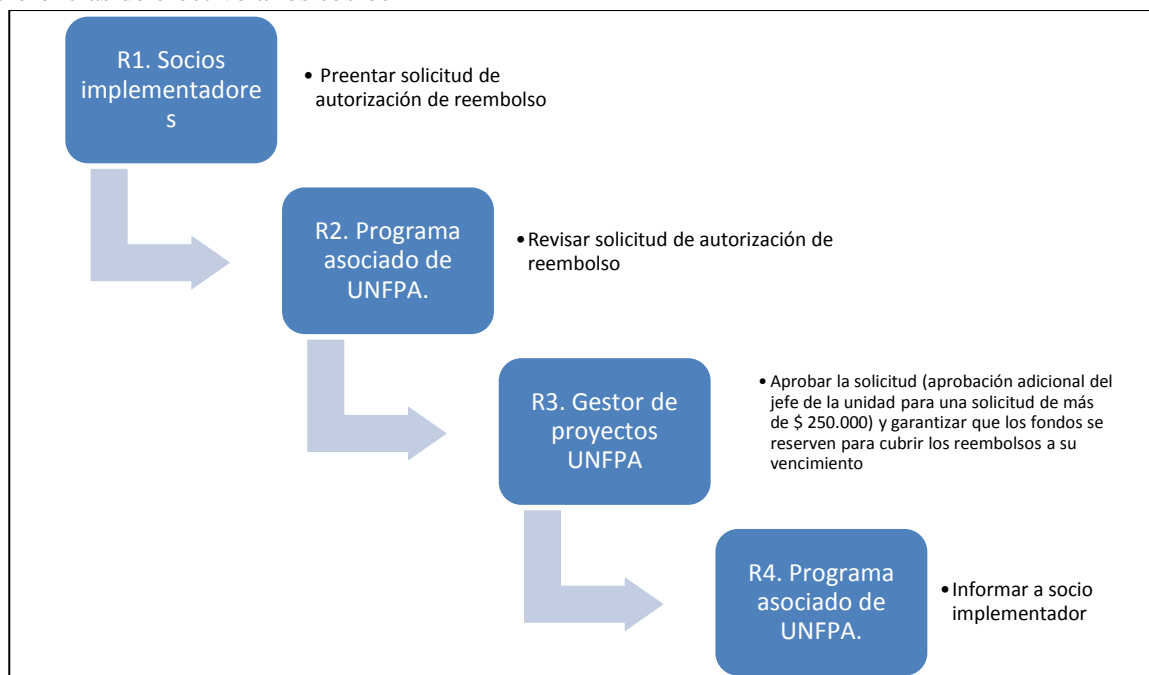 R1. Socios
implementadore
s
• Preentar solicitud de
autorización de reembolso
R2. Programa
asociado de
UNFPA.
• Revisar solicitud de autorización de
reembolso
R3. Gestor de
proyectos
UNFPA
• Aprobar la solicitud (aprobación adicional del
jefe de la unidad para una solicitud de más
de $ 250.000) y garantizar que los fondos se
reserven para cubrir los reembolsos a su
vencimiento
R4. Programa
asociado de
UNFPA.
• Informar a socio
implementador